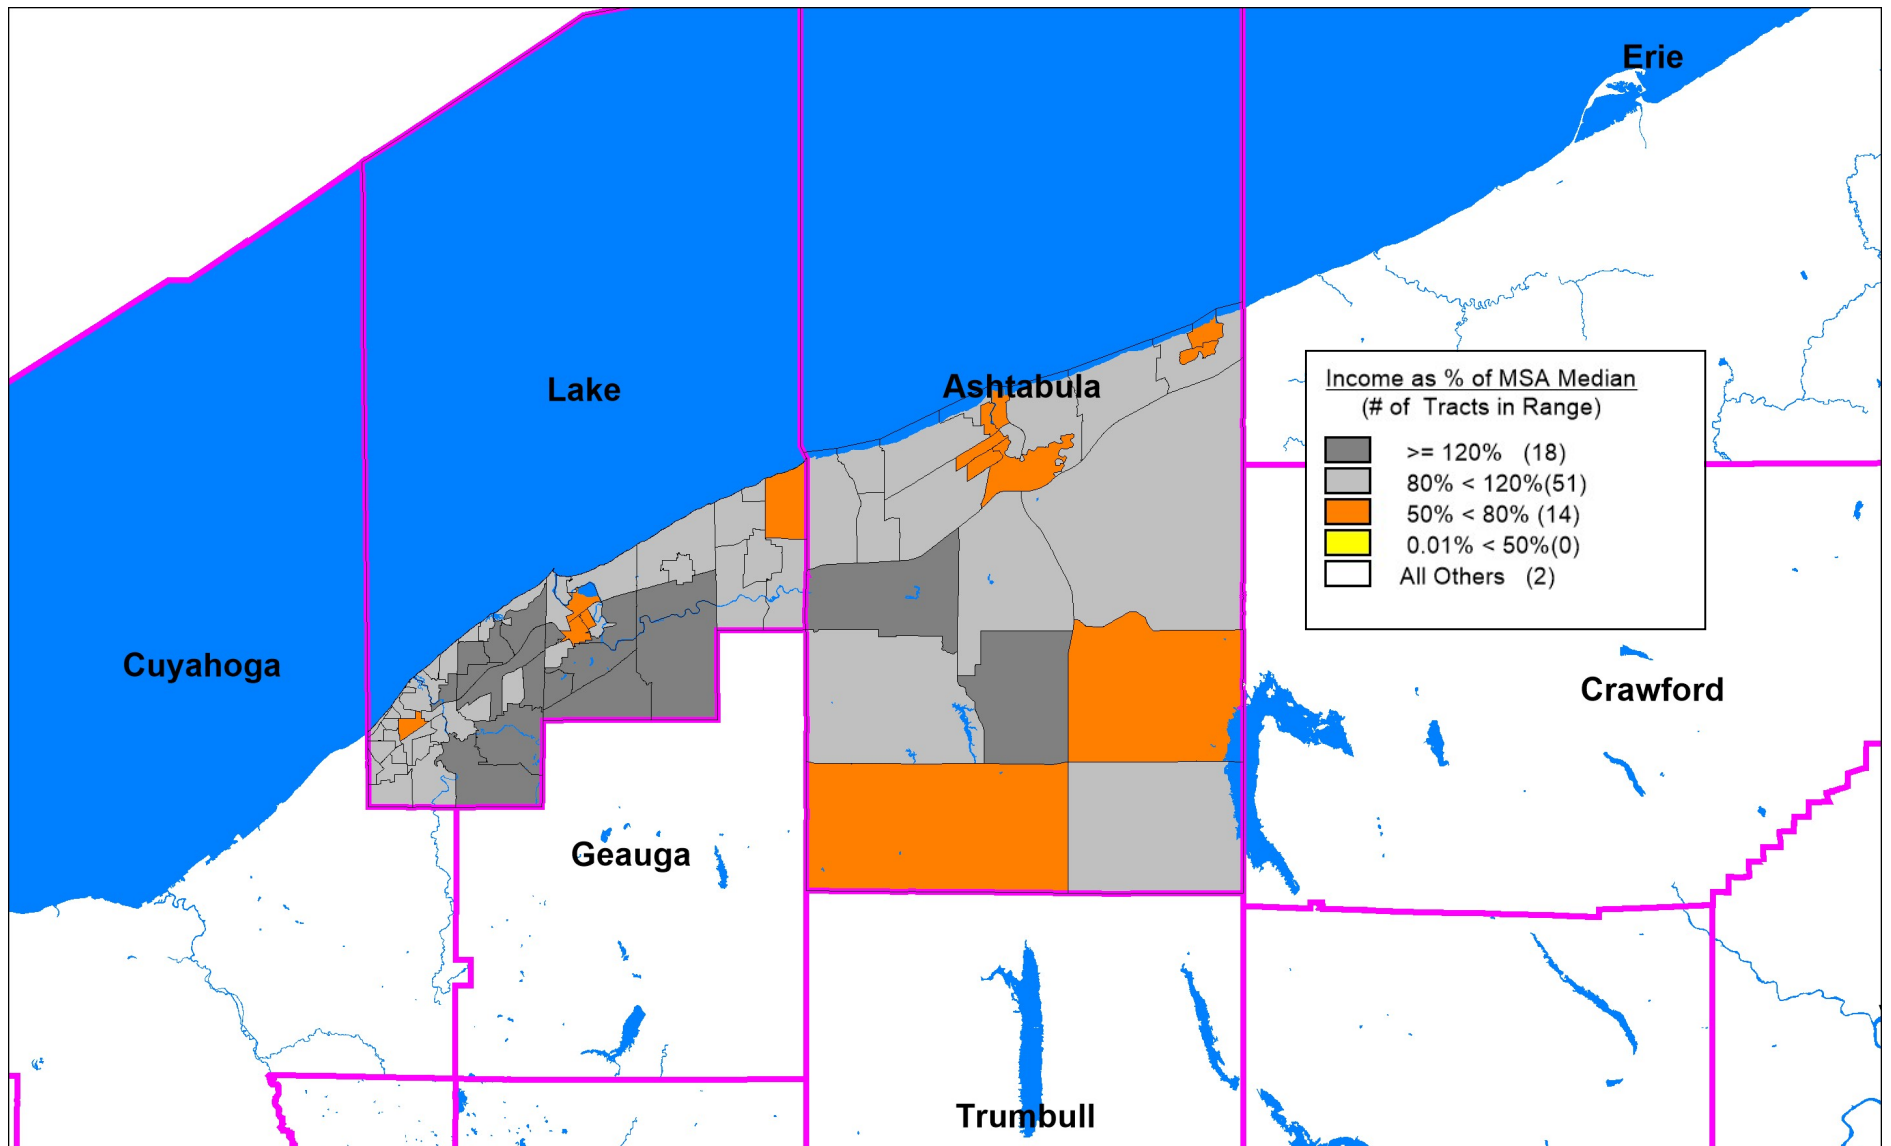 Erie
Lake
Ashtabula
Income as % of MSA Median
(# of Tracts in Range)
>= 120% (18)
80% < 120%(51)
50% < 80% (14)
0.01% < 50%(0)
All Others (2)
Cuyahoga
Crawford
Geauga
Trumbull